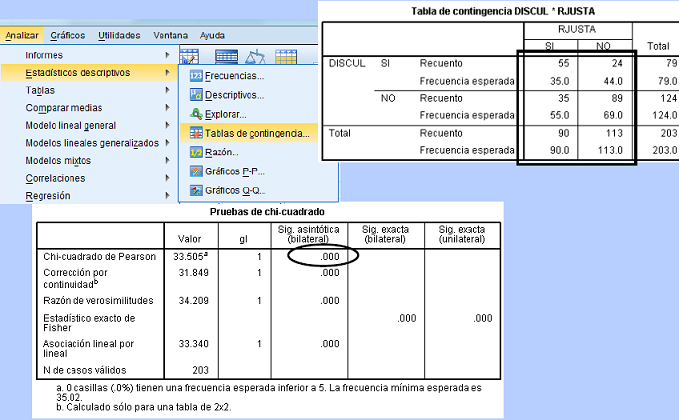 Analizar Gráficos Utilidades Ventana Ayuda
Informes
Estadísticos descriptivos
Tablas
Comparar medias
Modelo lineal general
Modelos lineales generalizados
Modelos mixtos
Correlaciones
Regresión
Frecuencias...
Descriptivos...
Explorar...
Tablas de contingencia...
Razón...
Gráficos P-P...
Gráficos Q-Q...
Tabla de contingencia DISCUL * RJUSTA
RJUSTA
SI NO Total
DISCUL SI Recuento 55 24 79
Frecuencia esperada 35.0 44.0 79.0
NO Recuento 35 89 124
Frecuencia esperada 55.0 69.0 124.0
Total Recuento 90 113 203
Frecuencia esperada 90.0 113.0 203.0
Pruebas de chi-cuadrado
Valor gl Sig. asintótica (bilateral) Sig. exacta (bilateral) Sig. exacta (unilateral)
Chi-cuadrado de Pearson 33.505a 1 .000
Corrección por
continuidadb 31.849 1 .000
Razón de verosimilitudes 34.209 1 .000
Estadístico exacto de
Fisher .000 .000
Asociación lineal por
lineal 33.340 1 .000
N de casos válidos 203
a. 0 casillas (.0%) tienen una frecuencia esperada inferior a 5. La frecuencia mínima esperada es
35.02.
b. Calculado sólo para una tabla de 2x2.